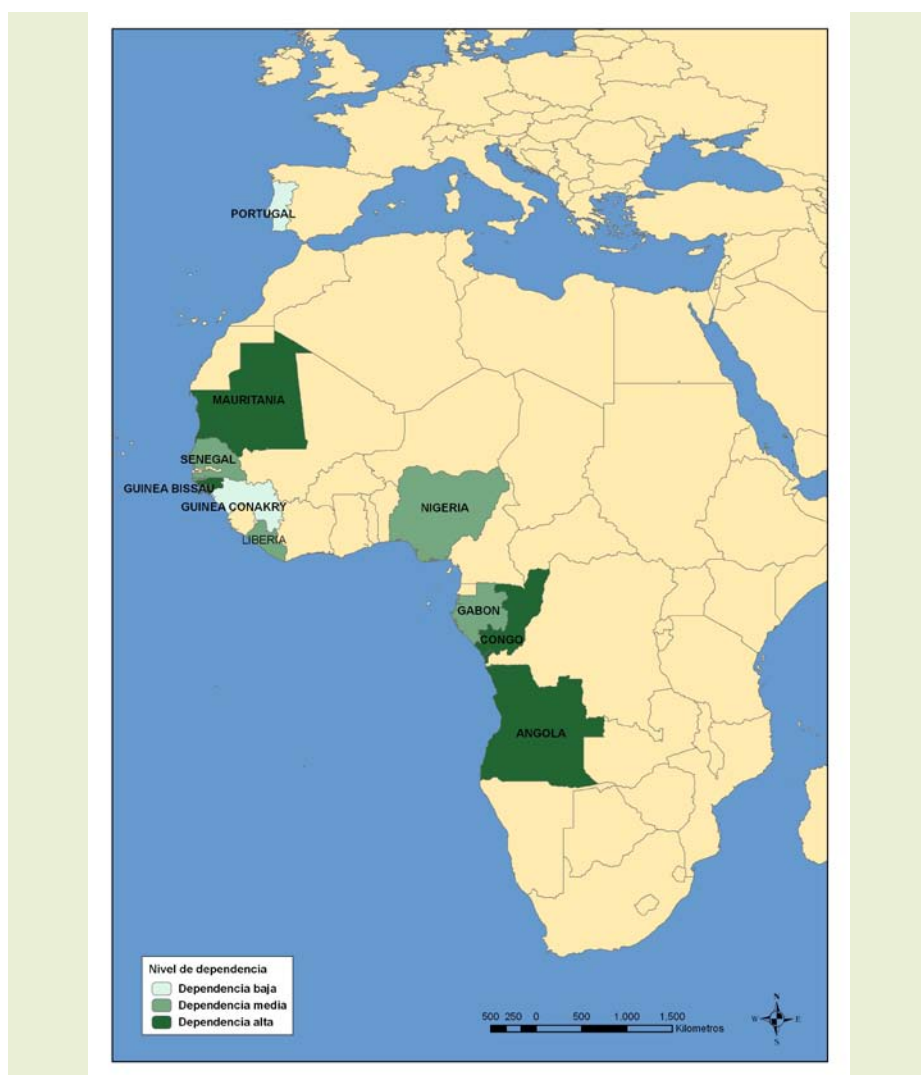 PORTUGAL
MAURITANIA
SENEGAL
GUINEA BISSAU
GUINEA CONAKRY
LIBERIA
NIGERIA
GABON
CONGO
ANGOLA
Nivel de dependencia
Dependencia baja
Dependencia media
Dependencia alta
500 250 0 500 1.000 1.500
Kilometros
N
W E
S